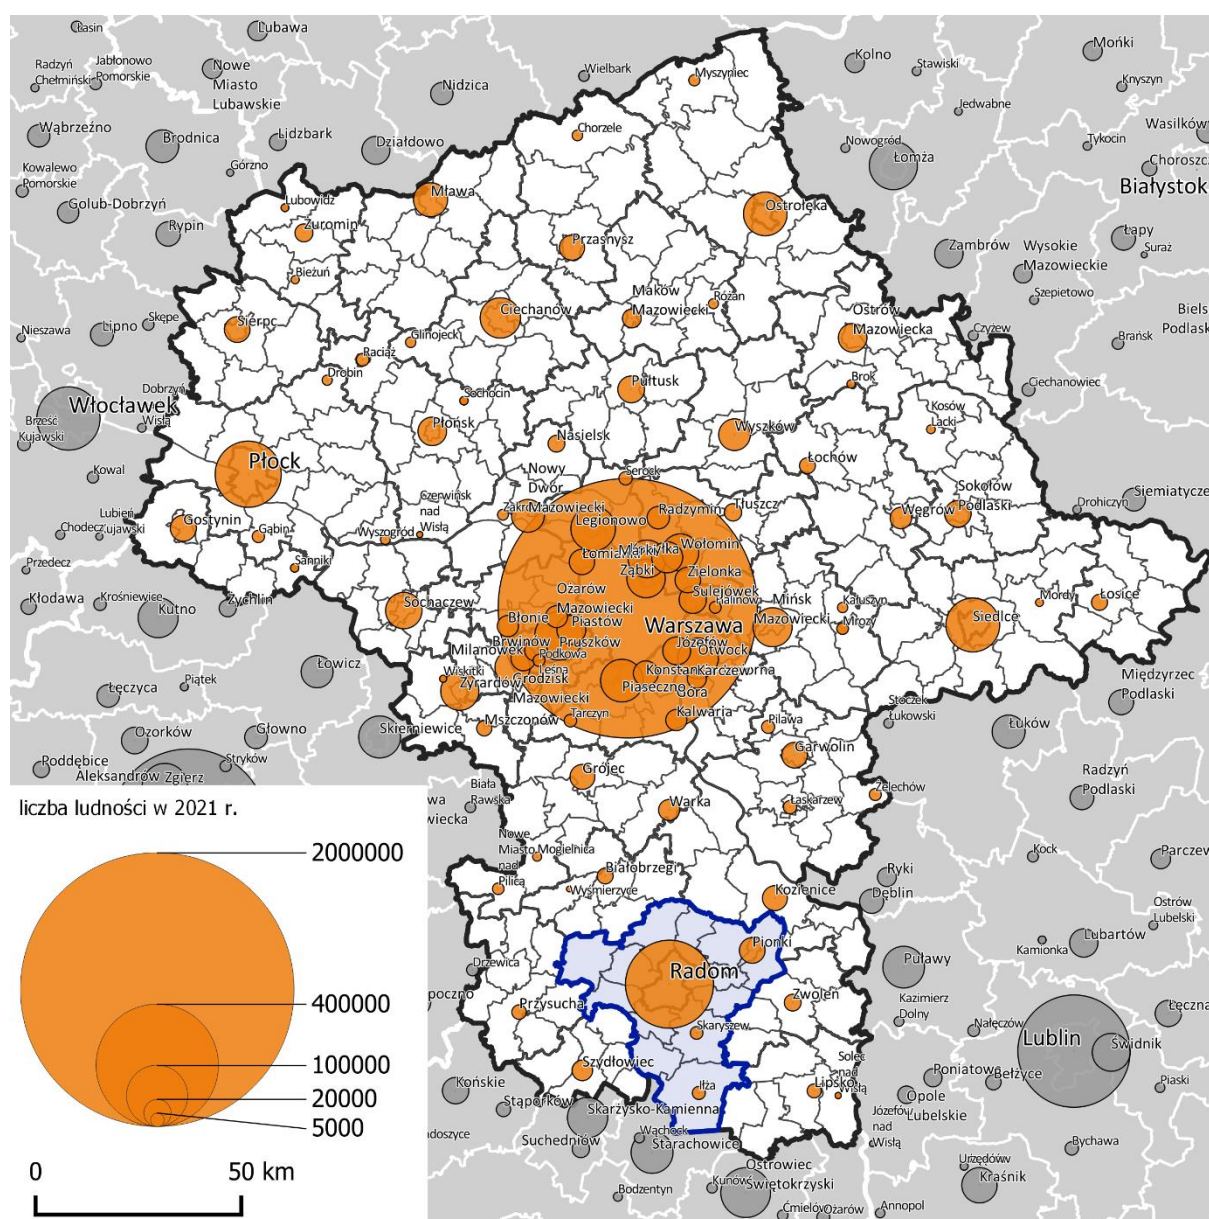 Łasin
Lubawa
Radzyń
Chełmiński
Jabłonowo
Pomorskie
Nowe
Miasto
Lubawskie
Nidzica
Wielbark
Myszyniec
Kolno
Stawiski
Mońki
Knyszyn
Jedwabne
Wąbrzeźno
Brodnica
Lidzbark
Działdowo
Chorzele
Nowogród
Łomża
Tykocin
Wasilków
Choroszcz
Białystok
Kowalewo
Pomorskie
Górzno
Golub-Dobrzyń
Rypin
Lubowidz
Mława
Żuromin
Przasnysz
Ostrołęka
Zambrów
Wysokie
Mazowieckie
Łapy
Suraż
Szepietowo
Bieżuń
Maków
Mazowiecki
Różan
Ostrów
Mazowiecka
Czyżew
Brańsk
Biels
Podlask
Nieszawa
Lipno
Skępe
Sierpc
Glinojeck
Ciechanów
Raciąż
Drobin
Sochocin
Pułtusk
Brok
Ciechanowiec
Włocławek
Dobrzyń
Wisłą
Brześć
Kujawski
Kowal
Płońsk
Nasielsk
Wyszków
Kosów
Lacki
Łochów
Płock
Nowy
Dwór
Mazowiecki
Serock
Sokołów
Podlaski
Węgrów
Drohiczyn
Siemiatycze
Chodecz
Lubień
Kujawski
Gostynin
Gąbin
Wyszogród
Czerwińsk
nad
Wisłą
Legionowo
Radzymin
Tłuszcz
Przedecz
Sanniki
Wołomin
Ząbki
Zielonka
Kłodawa
Krośniewice
Kutno
Żychlin
Sochaczew
Ożarów
Mazowiecki
Sulejówek
Halinów
Mińsk
Mazowiecki
Kałuszyn
Mrozy
Siedlce
Mordy
Łosice
Błonie
Piastów
Pruszków
Warszawa
Brwinów
Milanówek
Podkowa
Leśna
Józefów
Otwock
Karczew
Łowicz
Wiskitki
Żyrardów
Grodzisk
Mazowiecki
Piaseczno
Góra
Kalwaria
Łęczyca
Piątek
Mszczonów
Tarczyn
Pilawa
Stoczek
Łukowski
Łuków
Międzyrzec
Podlaski
Ozorków
Głowno
Skierniewice
Stryków
Poddębice
Aleksandrów
Zgierz
Biała
Rawska
Grójec
Garwolin
Żelechów
Łaskarzew
Warka
Radzyń
Podlaski
liczba ludności w 2021 r.
2000000
400000
100000
20000
5000
0
50 km
Nowe
Miasto
nad
Pilicą
Mogielnica
Białobrzegi
Wyśmierzyce
Kozienice
Ryki
Dęblin
Kock
Parczew
Ostrów
Lubelski
Lubartów
Kamionka
Pionki
Radom
Puławy
Drzewica
opoczno
Przysucha
Skaryszew
Zwoleń
Kazimierz
Dolny
Nałęczów
Lublin
Świdnik
Łęczna
Szydłowiec
Iłża
Lipsko
Solec
nad
Wisłą
Poniatowa
Bełżyce
Opole
Lubelskie
Piaski
Końskie
Stąporków
Skarżysko-Kamienna
Suchedniów
Wąchock
Starachowice
Józefów
nad
Wisłą
Bychawa
Ostrowiec
Świętokrzyski
Kunów
Bodzentyn
Ćmielów
Ożarów
Urzędów
Kraśnik
Annopol